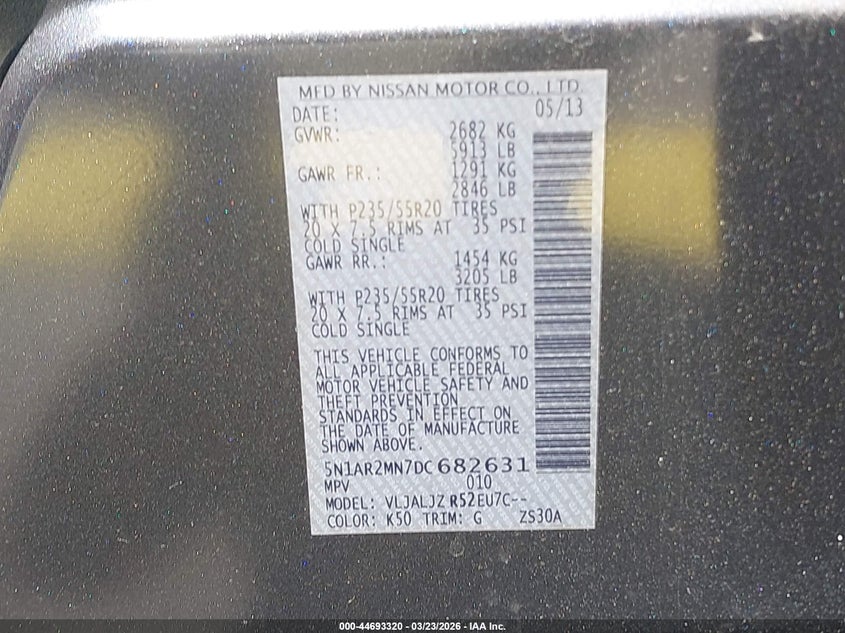 MFD BY NISSAN MOTOR CO., LTD.
DATE: 05/13
GVWR: 2682 KG
5913 LB
GAWR FR.: 1291 KG
2846 LB
WITH P235/55R20 TIRES
20 X 7.5 RIMS AT 35 PSI
COLD SINGLE
GAWR RR.: 1454 KG
3205 LB
WITH P235/55R20 TIRES
20 X 7.5 RIMS AT 35 PSI
COLD SINGLE
THIS VEHICLE CONFORMS TO
ALL APPLICABLE FEDERAL
MOTOR VEHICLE SAFETY AND
THEFT PREVENTION
STANDARDS IN EFFECT ON
THE DATE OF MANUFACTURE
SHOWN ABOVE.
5N1AR2MN7DC682631
MPV 010
MODEL: VLJALJZ R52EU7C--
COLOR: K50 TRIM: G ZS30A
000-44693320 - 03/23/2026 - IAA Inc.